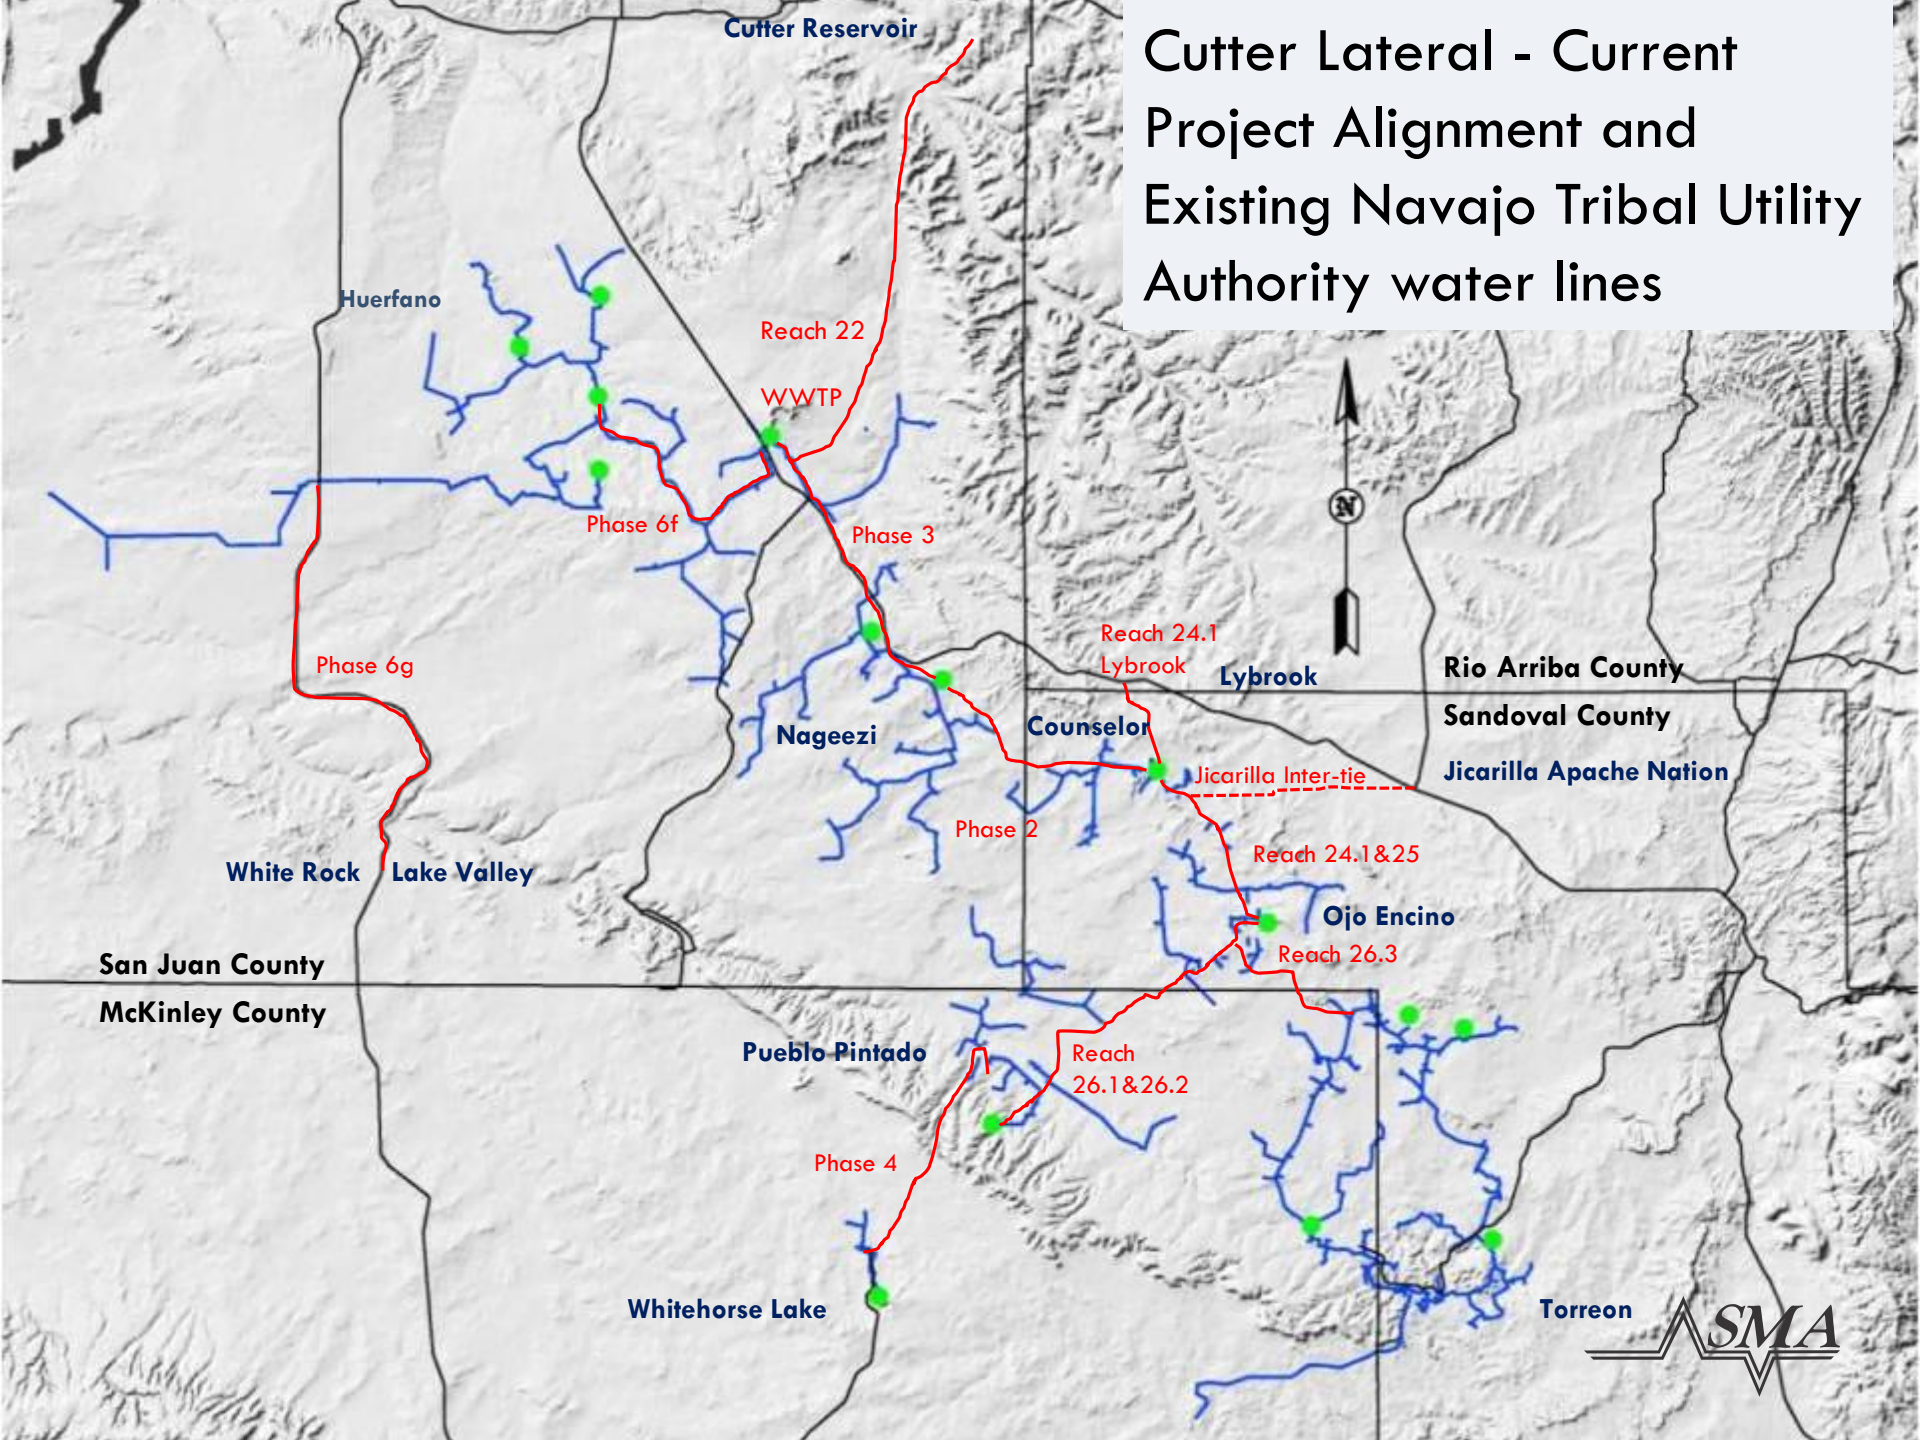 Cutter Lateral - Current
Project Alignment and
Existing Navajo Tribal Utility
Authority water lines
Cutter Reservoir
Huerfano
Reach 22
WWTP
Phase 6f
Phase 3
N
Reach 24.1
Lybrook
Lybrook
Rio Arriba County
Sandoval County
Phase 6g
Nageezi
Counselor
Jicarilla Inter-tie
Jicarilla Apache Nation
Phase 2
Reach 24.1&25
White Rock
Lake Valley
Ojo Encino
Reach 26.3
San Juan County
McKinley County
Pueblo Pintado
Reach
26.1&26.2
Phase 4
Whitehorse Lake
Torreon
SMA